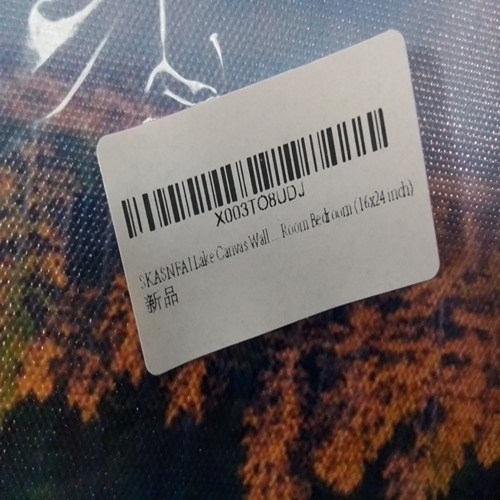 X003TO8UDJ
SKASNFAI Lake Canvas Wall ... Room Bedroom (16x24 inch)
新品